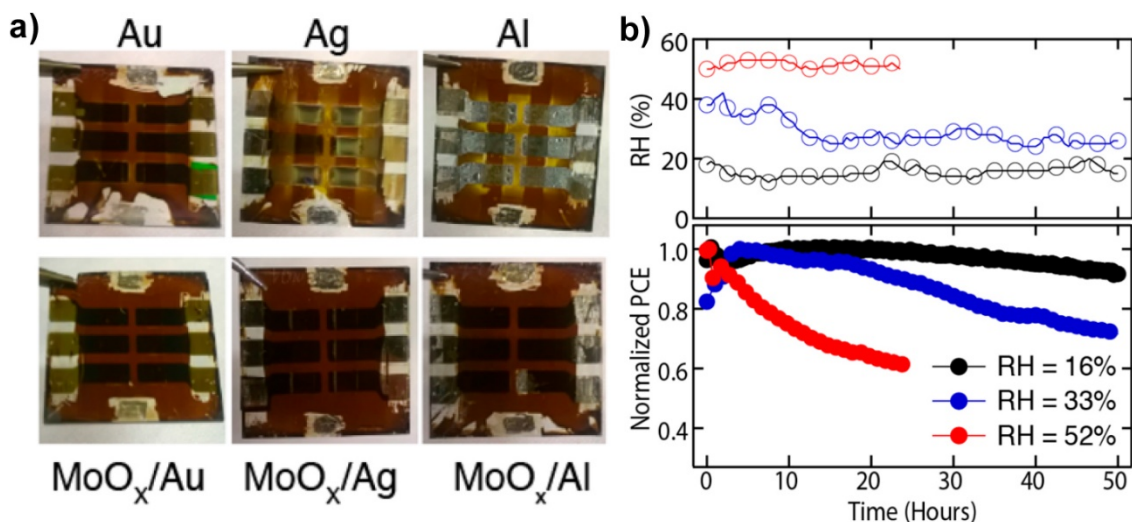 a)
Au
Ag
Al
MoOx/Au
MoOx/Ag
MoOx/Al
b)
60
40
20
0
RH (%)
1.0
0.8
0.6
0.4
Normalized PCE
RH = 16%
RH = 33%
RH = 52%
0
10
20
30
40
50
Time (Hours)